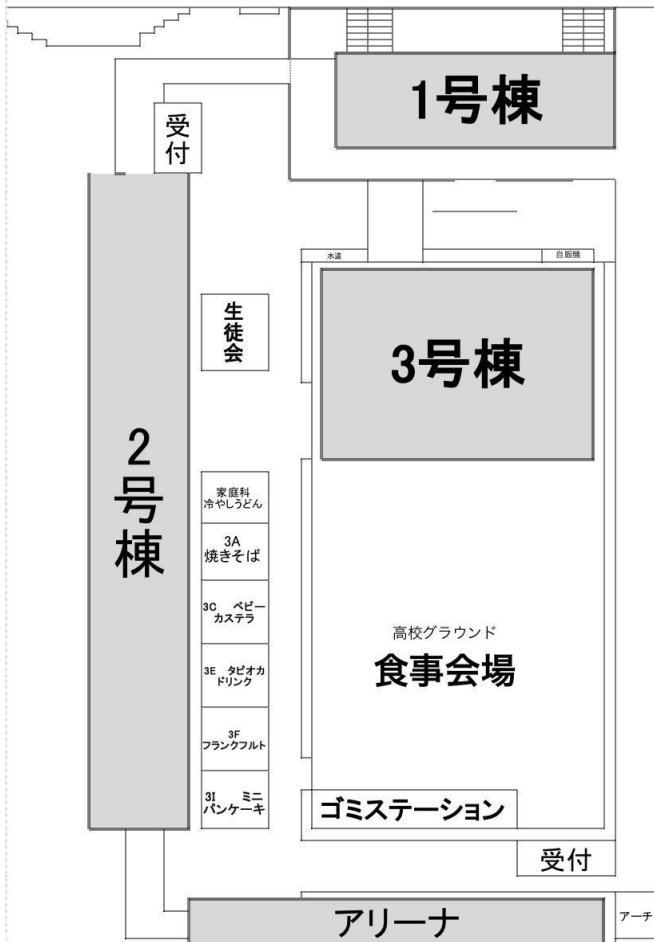 1号棟
受
付
水道
自販機
生
徒
会
3号棟
2
号
棟
家庭科
冷やしうどん
3A
焼きそば
3C ベビー
カステラ
3E タピオカ
ドリンク
3F
フランクフルト
3I ミニ
パンケーキ
高校グラウンド
食事会場
ゴミステーション
受付
アリーナ
アーチ